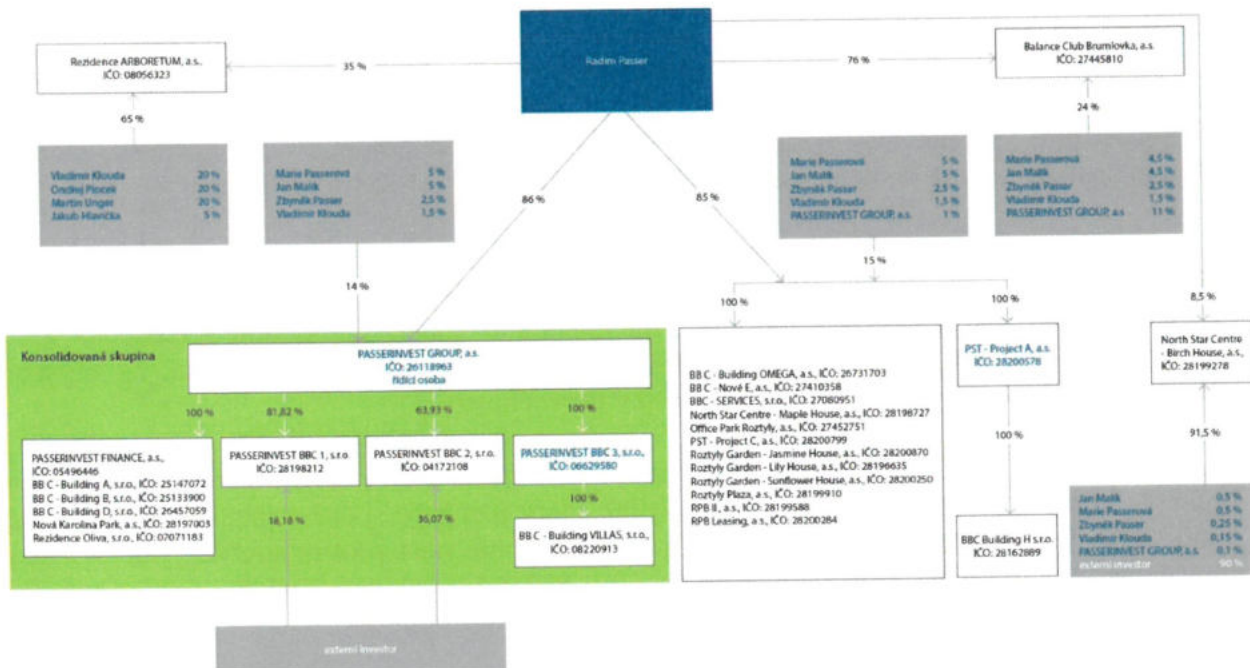 Radim Passer
Rezidence ARBORETUM, a.s.,
IČO: 08056323
35 %
76 %
Balance Club Brumlovka, a.s.
IČO: 27445810
65 %
24 %
Vladimír Klouda 20 %
Ondřej Plocek 20 %
Martin Unger 20 %
Jakub Hlavička 5 %
Marie Passerová 5 %
Jan Malík 5 %
Zbyněk Passer 2,5 %
Vladimír Klouda 1,5 %
86 %
85 %
Marie Passerová 5 %
Jan Malík 5 %
Zbyněk Passer 2,5 %
Vladimír Klouda 1,5 %
PASSERINVEST GROUP, a.s. 1 %
Marie Passerová 4,5 %
Jan Malík 4,5 %
Zbyněk Passer 2,5 %
Vladimír Klouda 1,5 %
PASSERINVEST GROUP, a.s. 11 %
14 %
15 %
100 %
100 %
8,5 %
Konsolidovaná skupina
PASSERINVEST GROUP, a.s.
IČO: 26118963
řídící osoba
100 %
81,82 %
63,93 %
100 %
PASSERINVEST FINANCE, a.s.,
IČO: 05496446
BB C - Building A, s.r.o., IČO: 25147072
BB C - Building B, s.r.o., IČO: 25133900
BB C - Building D, s.r.o., IČO: 26457059
Nová Karolina Park, a.s., IČO: 28197003
Rezidence Oliva, s.r.o., IČO: 07071183
PASSERINVEST BBC 1, s.r.o.
IČO: 28198212
PASSERINVEST BBC 2, s.r.o.
IČO: 04172108
PASSERINVEST BBC 3, s.r.o.,
IČO: 06629580
18,18 %
36,07 %
100 %
BB C - Building VILLAS, s.r.o.,
IČO: 08220913
externí investor
BB C - Building OMEGA, a.s., IČO: 26731703
BB C - Nové E, a.s., IČO: 27410358
BBC - SERVICES, s.r.o., IČO: 27080951
North Star Centre - Maple House, a.s., IČO: 28198727
Office Park Roztyly, a.s., IČO: 27452751
PST - Project C, a.s., IČO: 28200799
Roztyly Garden - Jasmine House, a.s., IČO: 28200870
Roztyly Garden - Lily House, a.s., IČO: 28196635
Roztyly Garden - Sunflower House, a.s., IČO: 28200250
Roztyly Plaza, a.s., IČO: 28199910
RPB II, a.s., IČO: 28199588
RPB Leasing, a.s., IČO: 28200284
PST - Project A, a.s.
IČO: 28200578
100 %
BBC Building H s.r.o.
IČO: 28162889
North Star Centre
- Birch House, a.s.,
IČO: 28199278
91,5 %
Jan Malík 0,5 %
Marie Passerová 0,5 %
Zbyněk Passer 0,25 %
Vladimír Klouda 0,15 %
PASSERINVEST GROUP, a.s. 0,1 %
externí investor 90 %